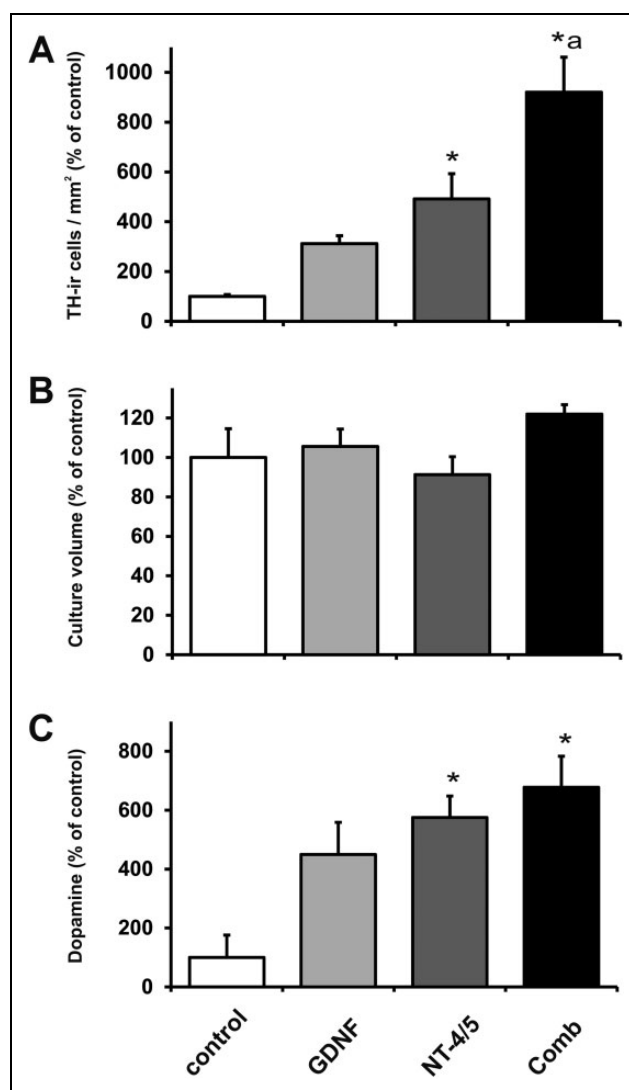 A
TH-ir cells / mm² (% of control)
1000
800
600
400
200
0
*
*a
B
Culture volume (% of control)
120
100
80
60
40
20
0
C
Dopamine (% of control)
800
600
400
200
0
*
*
control
GDNF
NT-4/5
Comb